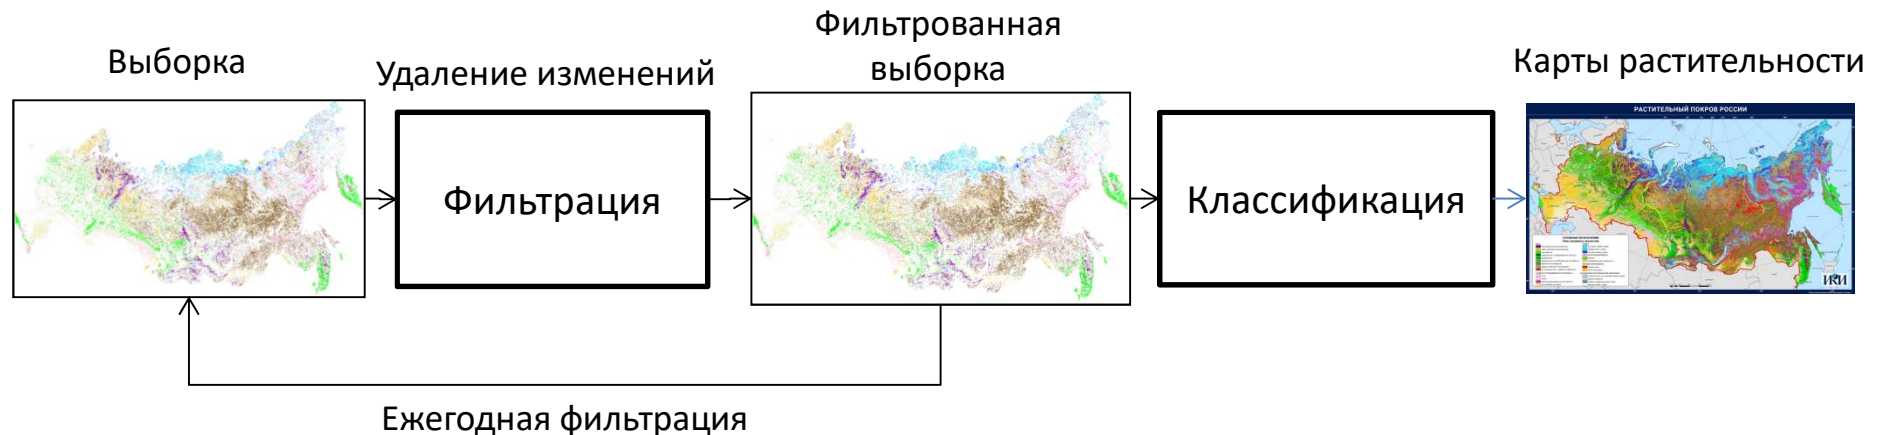 Выборка
Удаление изменений
Фильтрованная
выборка
Карты растительности
РАСТИТЕЛЬНЫЙ ПОКРОВ РОССИИ
Фильтрация
Классификация
ИКИ
Ежегодная фильтрация